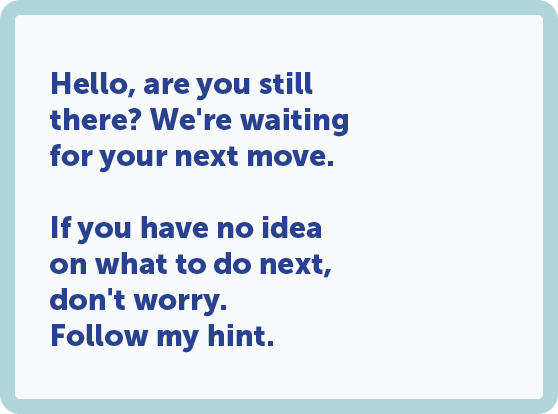 Hello, are you still
there? We're waiting
for your next move.
If you have no idea
on what to do next,
don't worry.
Follow my hint.